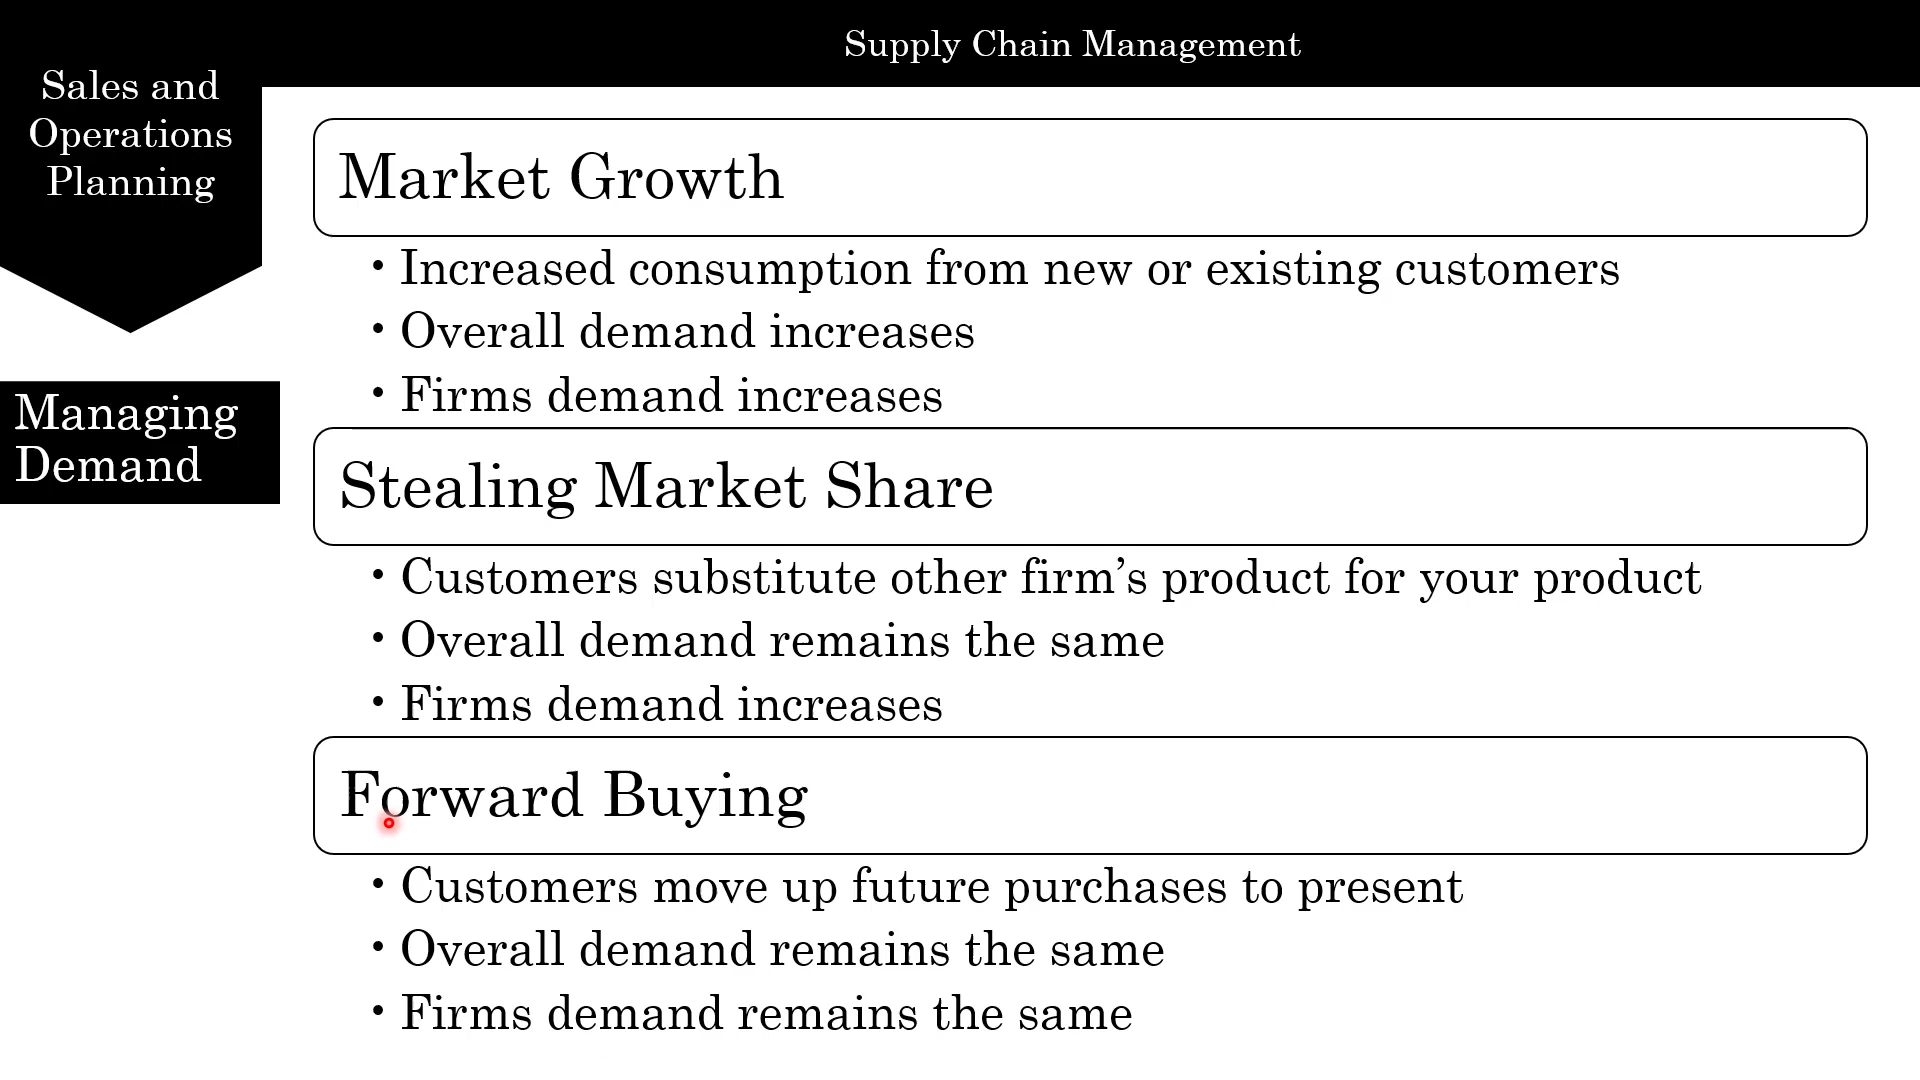 Supply Chain Management
Sales and
Operations
Planning
Managing
Demand
Market Growth
• Increased consumption from new or existing customers
• Overall demand increases
• Firms demand increases
Stealing Market Share
• Customers substitute other firm’s product for your product
• Overall demand remains the same
• Firms demand increases
Forward Buying
• Customers move up future purchases to present
• Overall demand remains the same
• Firms demand remains the same